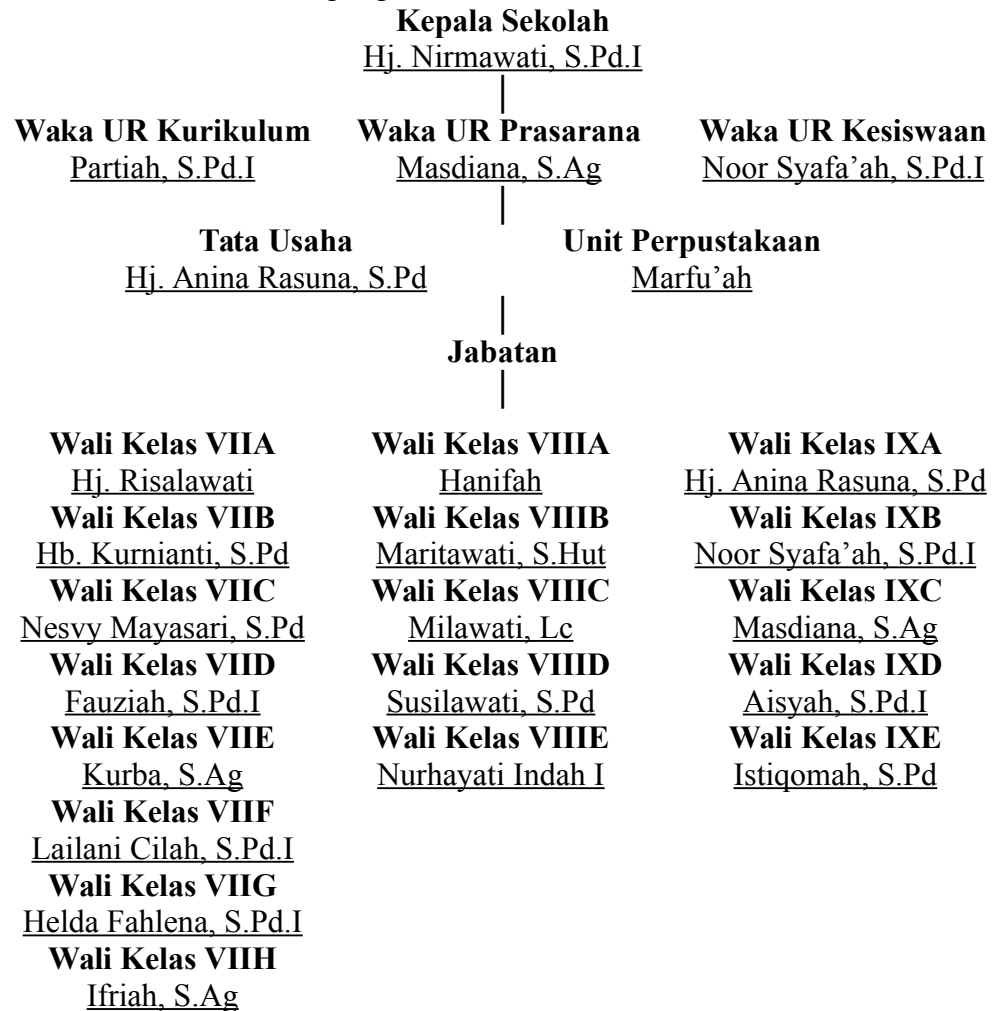 Kepala Sekolah
Hj. Nirmawati, S.Pd.I
Waka UR Kurikulum Waka UR Prasarana Waka UR Kesiswaan
Partiah, S.Pd.I Masdiana, S.Ag Noor Syafa’ah, S.Pd.I
Tata Usaha Unit Perpustakaan
Hj. Anina Rasuna, S.Pd Marfu’ah
Jabatan
Wali Kelas VIIA Wali Kelas VIIIA Wali Kelas IXA
Hj. Risalawati Hanifah Hj. Anina Rasuna, S.Pd
Wali Kelas VIIB Wali Kelas VIIIB Wali Kelas IXB
Hb. Kurnianti, S.Pd Maritawati, S.Hut Noor Syafa’ah, S.Pd.I
Wali Kelas VIIC Wali Kelas VIIIC Wali Kelas IXC
Nesvy Mayasari, S.Pd Milawati, Lc Masdiana, S.Ag
Wali Kelas VIID Wali Kelas VIIID Wali Kelas IXD
Fauziah, S.Pd.I Susilawati, S.Pd Aisyah, S.Pd.I
Wali Kelas VIIE Wali Kelas VIIIE Wali Kelas IXE
Kurba, S.Ag Nurhayati Indah I Istiqomah, S.Pd
Wali Kelas VIIF
Lailani Cilah, S.Pd.I
Wali Kelas VIIG
Helda Fahlena, S.Pd.I
Wali Kelas VIIH
Ifriah, S.Ag